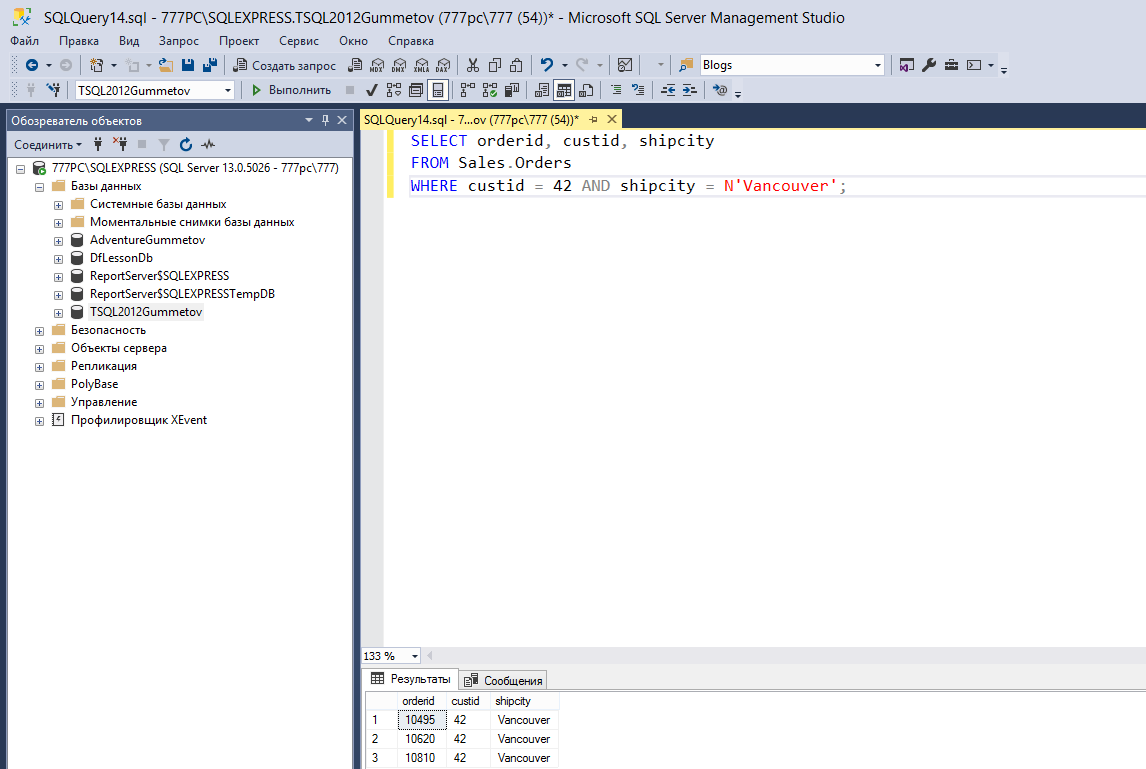 SQLQuery14.sql - 777PC\SQLEXPRESS.TSQL2012Gummetov (777pc\777 (54))* - Microsoft SQL Server Management Studio
Файл Правка Вид Запрос Проект Сервис Окно Справка
Создать запрос MDX DMX XMLA DAX Blogs
TSQL2012Gummetov Выполнить
Обозреватель объектов
SQLQuery14.sql - 7...ov (777pc\777 (54))*
Соединить
777PC\SQLEXPRESS (SQL Server 13.0.5026 - 777pc\777)
Базы данных
Системные базы данных
Моментальные снимки базы данных
AdventureGummetov
DfLessonDb
ReportServer$SQLEXPRESS
ReportServer$SQLEXPRESSTempDB
TSQL2012Gummetov
Безопасность
Объекты сервера
Репликация
PolyBase
Управление
Профилировщик XEvent
SELECT orderid, custid, shipcity
FROM Sales.Orders
WHERE custid = 42 AND shipcity = N'Vancouver';
133 %
Результаты Сообщения
orderid custid shipcity
1 10495 42 Vancouver
2 10620 42 Vancouver
3 10810 42 Vancouver